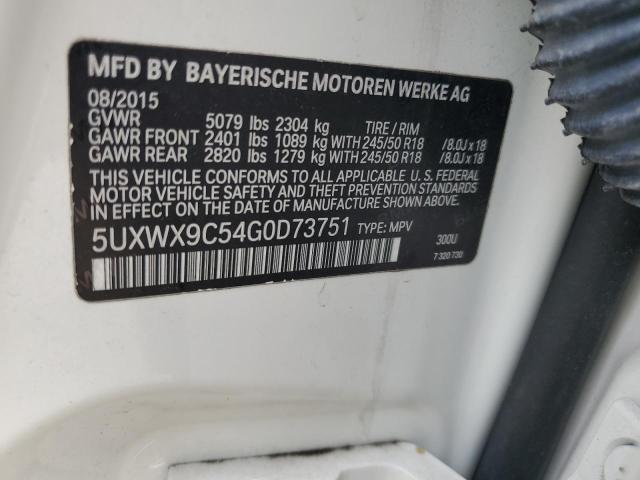 MFD BY BAYERISCHE MOTOREN WERKE AG
08/2015
GVWR 5079 lbs 2304 kg TIRE / RIM
GAWR FRONT 2401 lbs 1089 kg WITH 245/50 R18 / 8.0J x 18
GAWR REAR 2820 lbs 1279 kg WITH 245/50 R18 / 8.0J x 18
THIS VEHICLE CONFORMS TO ALL APPLICABLE U. S. FEDERAL
MOTOR VEHICLE SAFETY AND THEFT PREVENTION STANDARDS
IN EFFECT ON THE DATE OF MANUFACTURE SHOWN ABOVE.
5UXWX9C54G0D73751 TYPE: MPV 300U
7 320 730